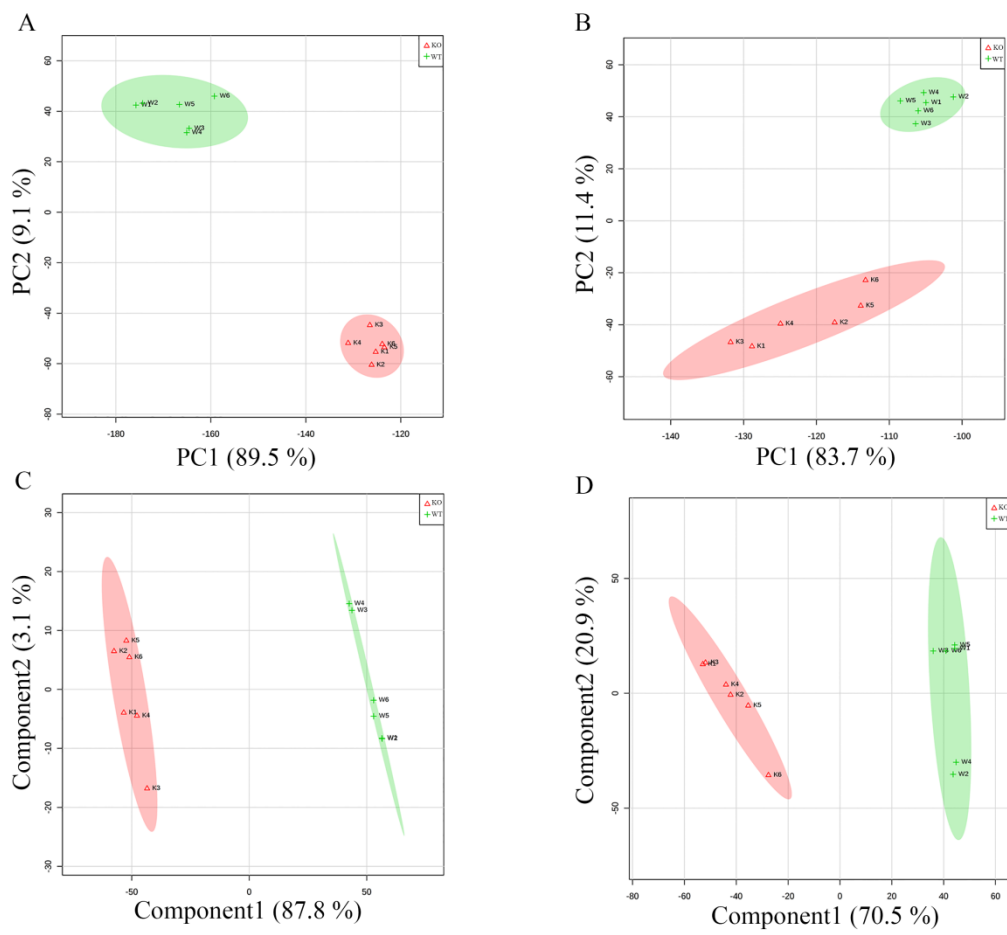 A
KO
WT
60
40
20
0
-20
-40
-60
-80
W1 W2 W5 W6
W3
W4
K3
K4 K6
K5
K1
K2
-180 -160 -140 -120
PC2 (9.1 %)
PC1 (89.5 %)
B
KO
WT
60
40
20
0
-20
-40
-60
W4
W5 W1 W2
W6
W3
K6
K5
K4 K2
K3 K1
-140 -130 -120 -110 -100
PC2 (11.4 %)
PC1 (83.7 %)
C
KO
WT
30
20
10
0
-10
-20
-30
W4
W3
K5
K2 K6
W6
K1 K4 W5
K3
-50 0 50
Component2 (3.1 %)
Component1 (87.8 %)
D
KO
WT
50
0
-50
W5
W6 W1
K3
K4
K2
K5
W4
K6 W2
-80 -60 -40 -20 0 20 40 60
Component2 (20.9 %)
Component1 (70.5 %)